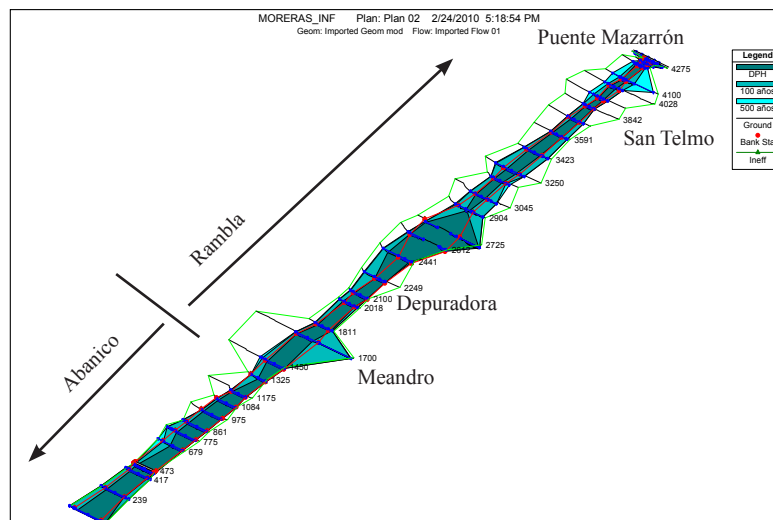 MORERAS_INF Plan: Plan 02 2/24/2010 5:18:54 PM
Geom: Imported Geom mod Flow: Imported Flow 01
Puente Mazarrón
Legend
DPH
100 años
500 años
Ground
Bank Sta
Ineff
4275
4100
4028
3842
San Telmo
3591
3423
3250
3045
2904
2725
2612
2441
2249
Rambla
2100
2018
Depuradora
1811
1700
Meandro
1450
1325
1175
1084
975
861
775
679
Abanico
473
417
239